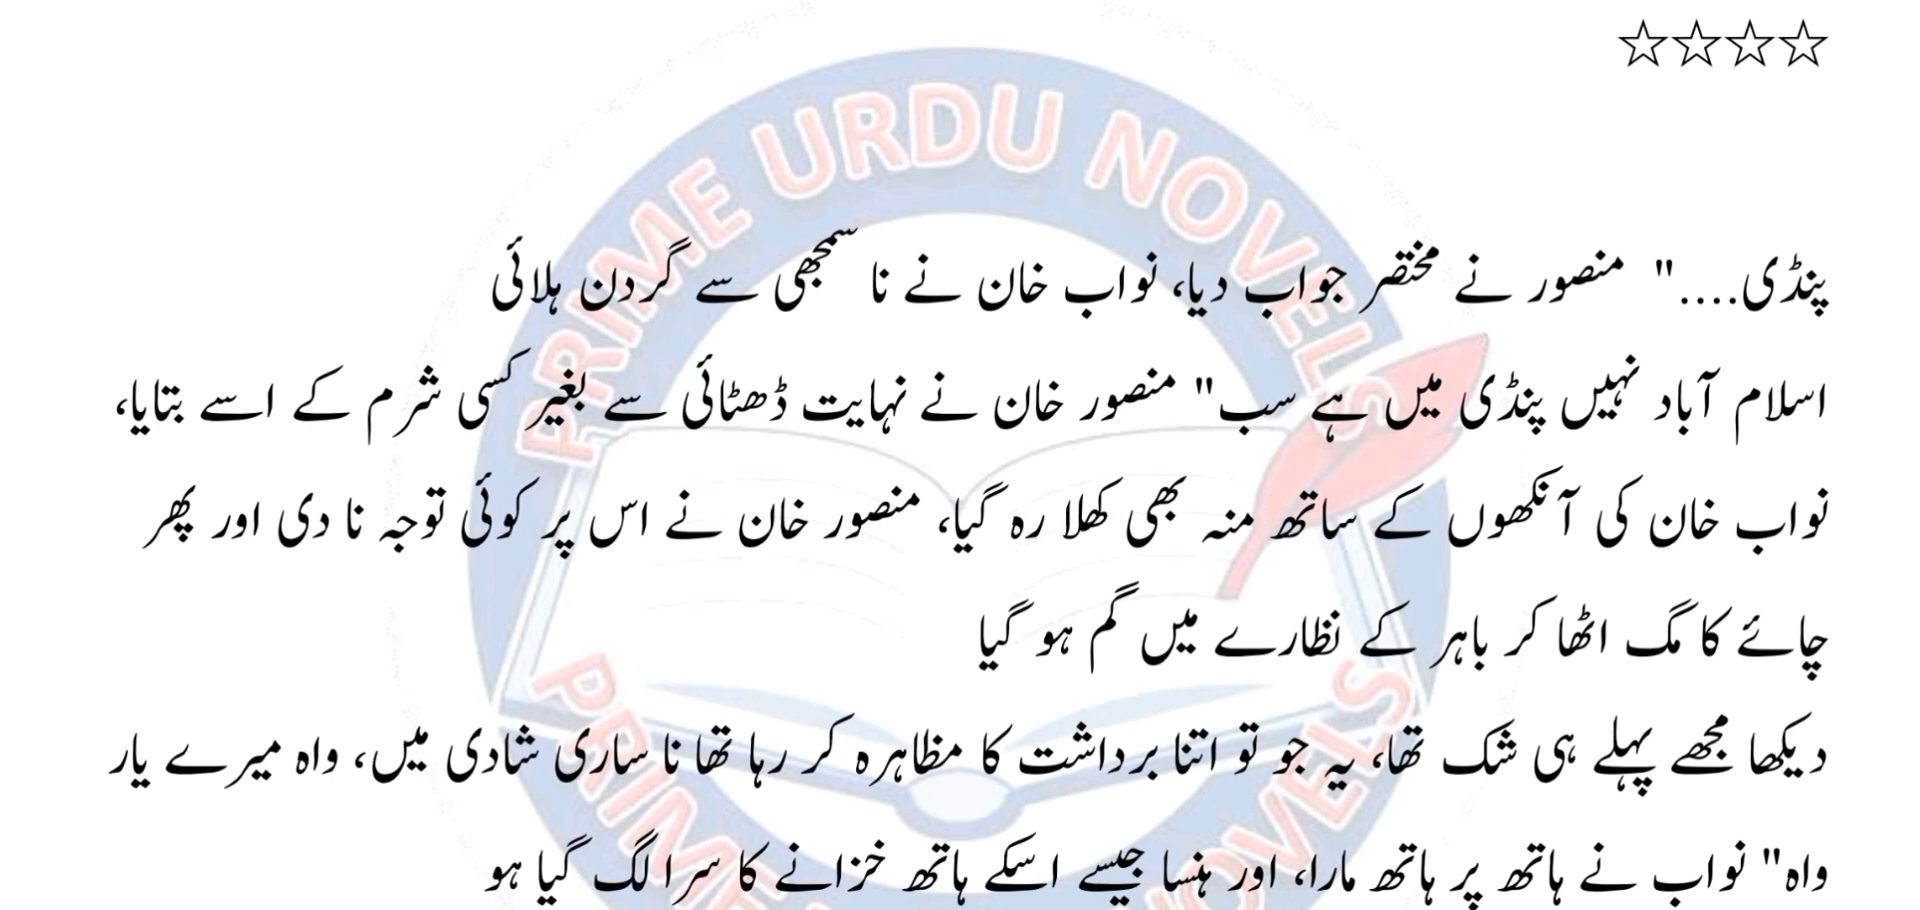 ☆☆☆☆
PRIME URDU NOVELS
پنڈی...." منصور نے مختصر جواب دیا، نواب خان نے نا سمجھی سے گردن ہلائی
اسلام آباد نہیں پنڈی میں ہے سب" منصور خان نے نہایت ڈھٹائی سے بغیر کسی شرم کے اسے بتایا،
نواب خان کی آنکھوں کے ساتھ منہ بھی کھلا رہ گیا، منصور خان نے اس پر کوئی توجہ نا دی اور پھر
چائے کا مگ اٹھا کر باہر کے نظارے میں گم ہو گیا
دیکھا مجھے پہلے ہی شک تھا، یہ جو تو اتنا برداشت کا مظاہرہ کر رہا تھا نا ساری شادی میں، واہ میرے یار
واہ" نواب نے ہاتھ پر ہاتھ مارا، اور ہنسا جیسے اسکے ہاتھ خزانے کا سرا لگ گیا ہو
PRIME NOVELS